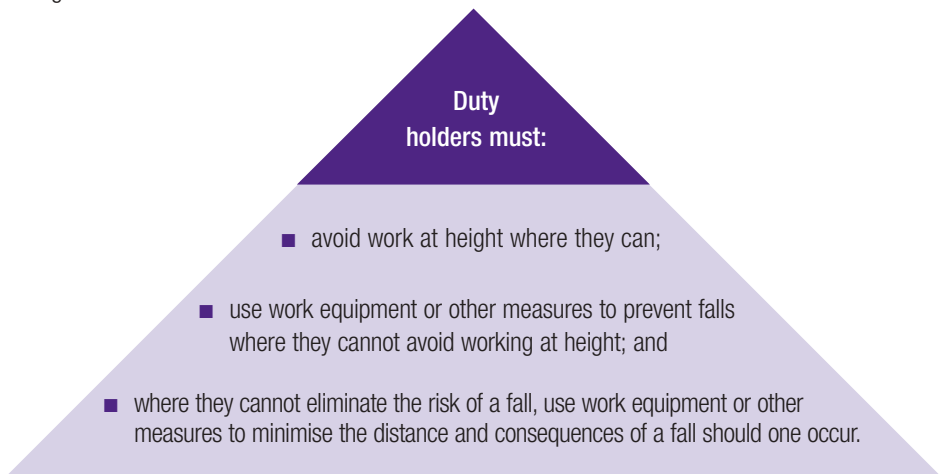 Duty
holders must:
■ avoid work at height where they can;
■ use work equipment or other measures to prevent falls
where they cannot avoid working at height; and
■ where they cannot eliminate the risk of a fall, use work equipment or other
measures to minimise the distance and consequences of a fall should one occur.